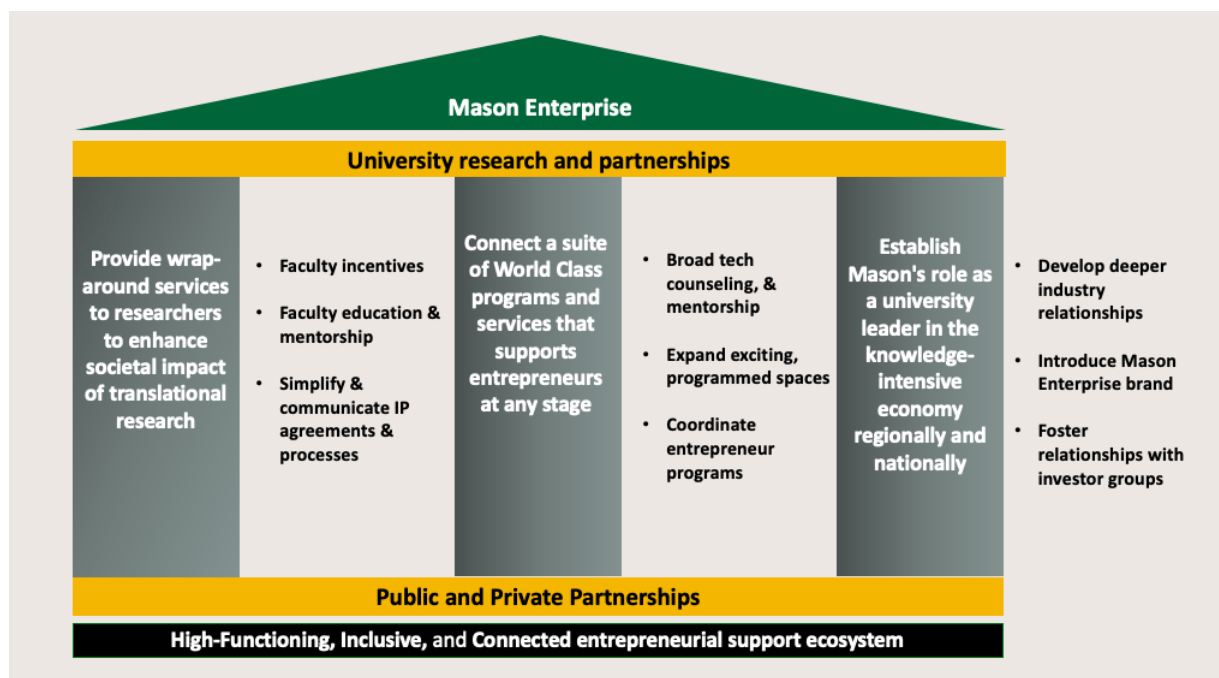 Mason Enterprise
University research and partnerships
Provide wrap-
around services
to researchers
to enhance
societal impact
of translational
research
• Faculty incentives
• Faculty education &
mentorship
• Simplify &
communicate IP
agreements &
processes
Connect a suite
of World Class
programs and
services that
supports
entrepreneurs
at any stage
• Broad tech
counseling, &
mentorship
• Expand exciting,
programmed spaces
• Coordinate
entrepreneur
programs
Establish
Mason's role as
a university
leader in the
knowledge-
intensive
economy
regionally and
nationally
• Develop deeper
industry
relationships
• Introduce Mason
Enterprise brand
• Foster
relationships with
investor groups
Public and Private Partnerships
High-Functioning, Inclusive, and Connected entrepreneurial support ecosystem